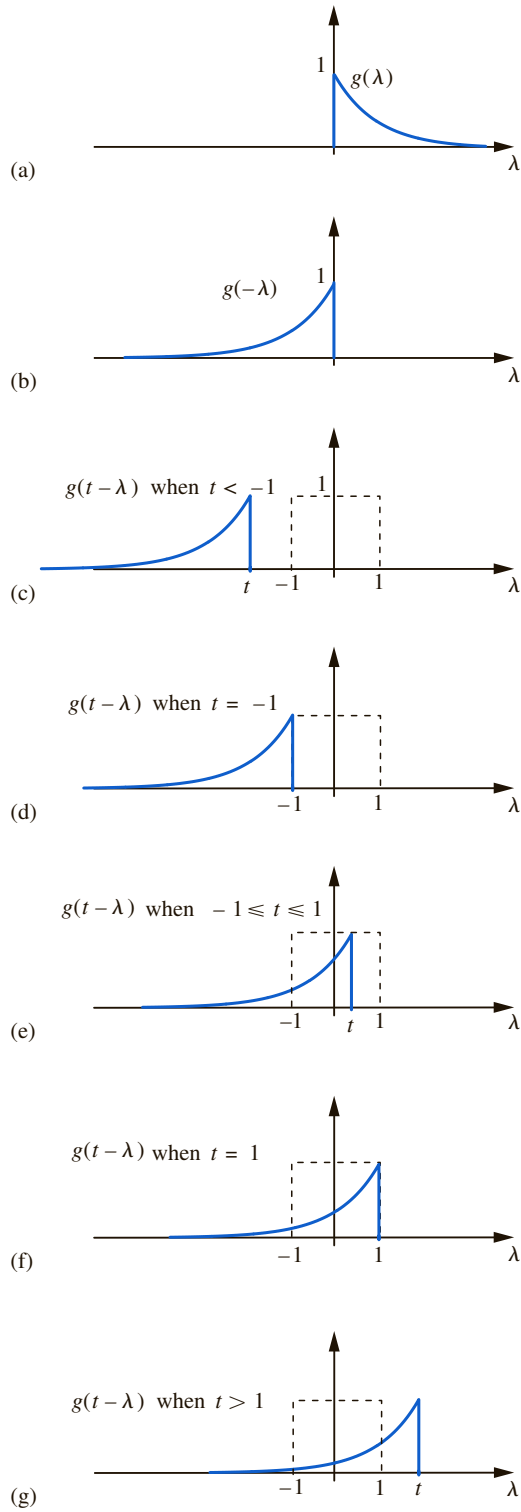 1
g(λ)
(a)
λ
1
g(−λ)
(b)
λ
g(t−λ) when t < −1
1
t
−1
1
λ
(c)
g(t−λ) when t = −1
−1
1
λ
(d)
g(t−λ) when −1 ⩽ t ⩽ 1
−1
t
1
λ
(e)
g(t−λ) when t = 1
−1
1
λ
(f)
g(t−λ) when t > 1
−1
1
t
λ
(g)